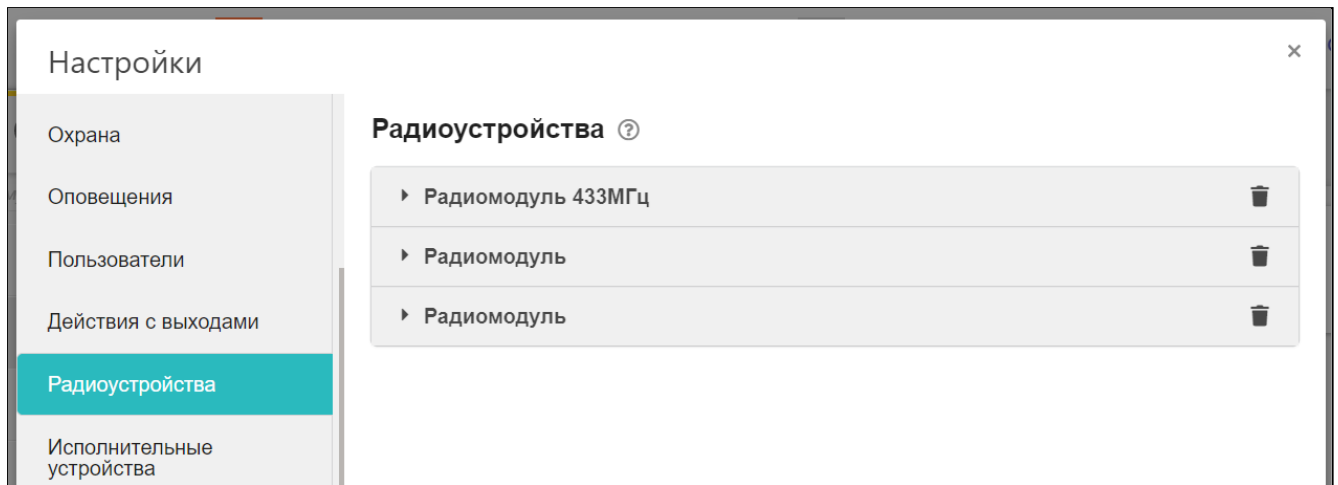 Настройки
×
Охрана
Оповещения
Пользователи
Действия с выходами
Радиоустройства
Исполнительные
устройства
Радиоустройства ?
Радиомодуль 433МГц
Радиомодуль
Радиомодуль